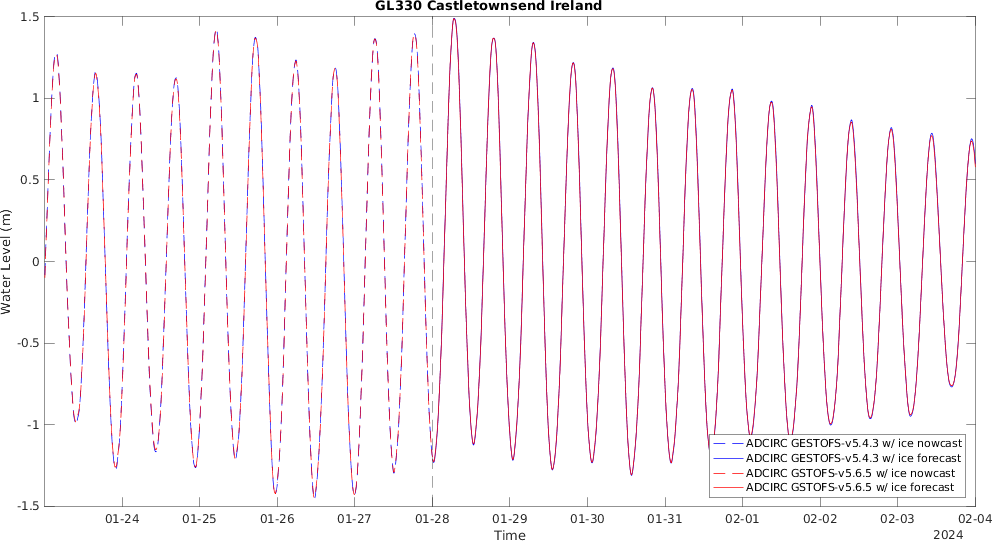 GL330 Castletownsend Ireland
1.5
1
0.5
0
-0.5
-1
-1.5
Water Level (m)
ADCIRC GESTOFS-v5.4.3 w/ ice nowcast
ADCIRC GESTOFS-v5.4.3 w/ ice forecast
ADCIRC GSTOFS-v5.6.5 w/ ice nowcast
ADCIRC GSTOFS-v5.6.5 w/ ice forecast
01-24 01-25 01-26 01-27 01-28 01-29 01-30 01-31 02-01 02-02 02-03 02-04
Time
2024